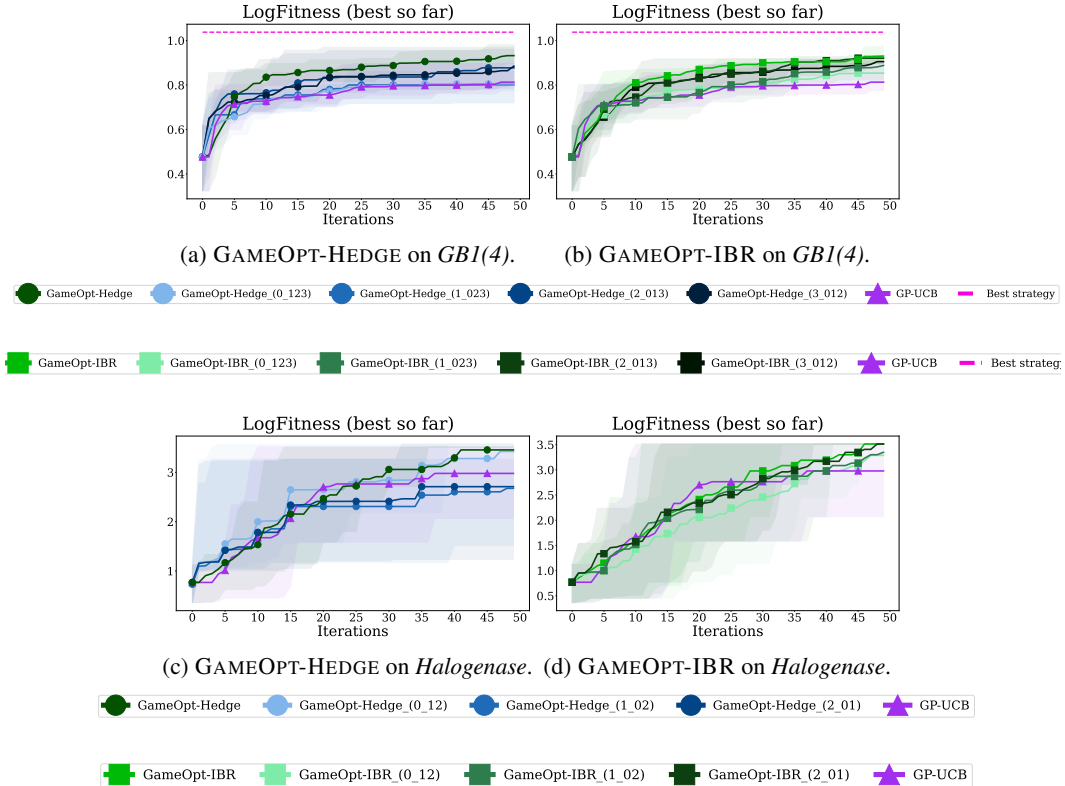 LogFitness (best so far) LogFitness (best so far)
1.0 1.0
0.8 0.8
0.6 0.6
0.4 0.4
0 5 10 15 20 25 30 35 40 45 50 0 5 10 15 20 25 30 35 40 45 50
Iterations Iterations
(a) GAMEOPT-HEDGE on GB1(4). (b) GAMEOPT-IBR on GB1(4).
GameOpt-Hedge GameOpt-Hedge_(0_123) GameOpt-Hedge_(1_023) GameOpt-Hedge_(2_013) GameOpt-Hedge_(3_012) GP-UCB Best strategy
GameOpt-IBR GameOpt-IBR_(0_123) GameOpt-IBR_(1_023) GameOpt-IBR_(2_013) GameOpt-IBR_(3_012) GP-UCB Best strategy
LogFitness (best so far) LogFitness (best so far)
3 3.5
2 3.0
1 2.5
2.0
1.5
1.0
0.5
0 5 10 15 20 25 30 35 40 45 50 0 5 10 15 20 25 30 35 40 45 50
Iterations Iterations
(c) GAMEOPT-HEDGE on Halogenase. (d) GAMEOPT-IBR on Halogenase.
GameOpt-Hedge GameOpt-Hedge_(0_12) GameOpt-Hedge_(1_02) GameOpt-Hedge_(2_01) GP-UCB
GameOpt-IBR GameOpt-IBR_(0_12) GameOpt-IBR_(1_02) GameOpt-IBR_(2_01) GP-UCB